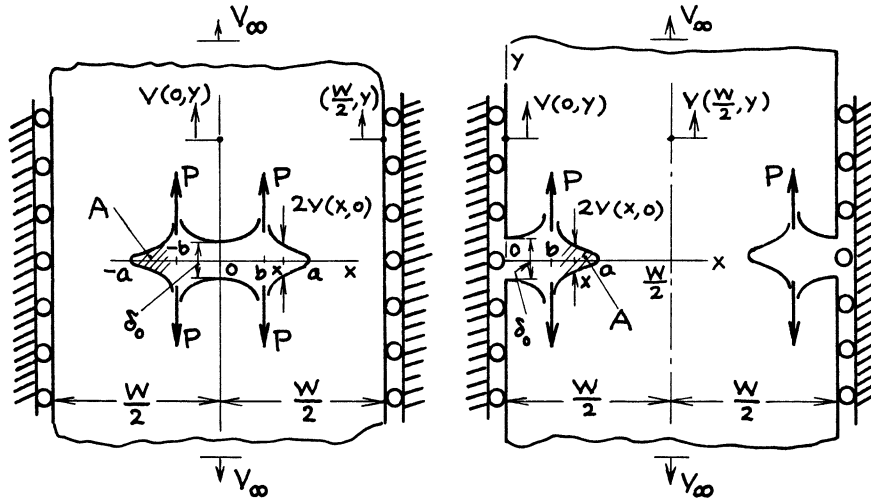 V∞
V∞
V(0,y)
(W/2,y)
y
V(0,y)
V(W/2,y)
P
P
2V(x,0)
P
2V(x,0)
P
A
-b
-a
0
b
x
a
x
0
b
a
x
W/2
x
δ₀
P
P
δ₀
A
W/2
W/2
W/2
W/2
V∞
V∞